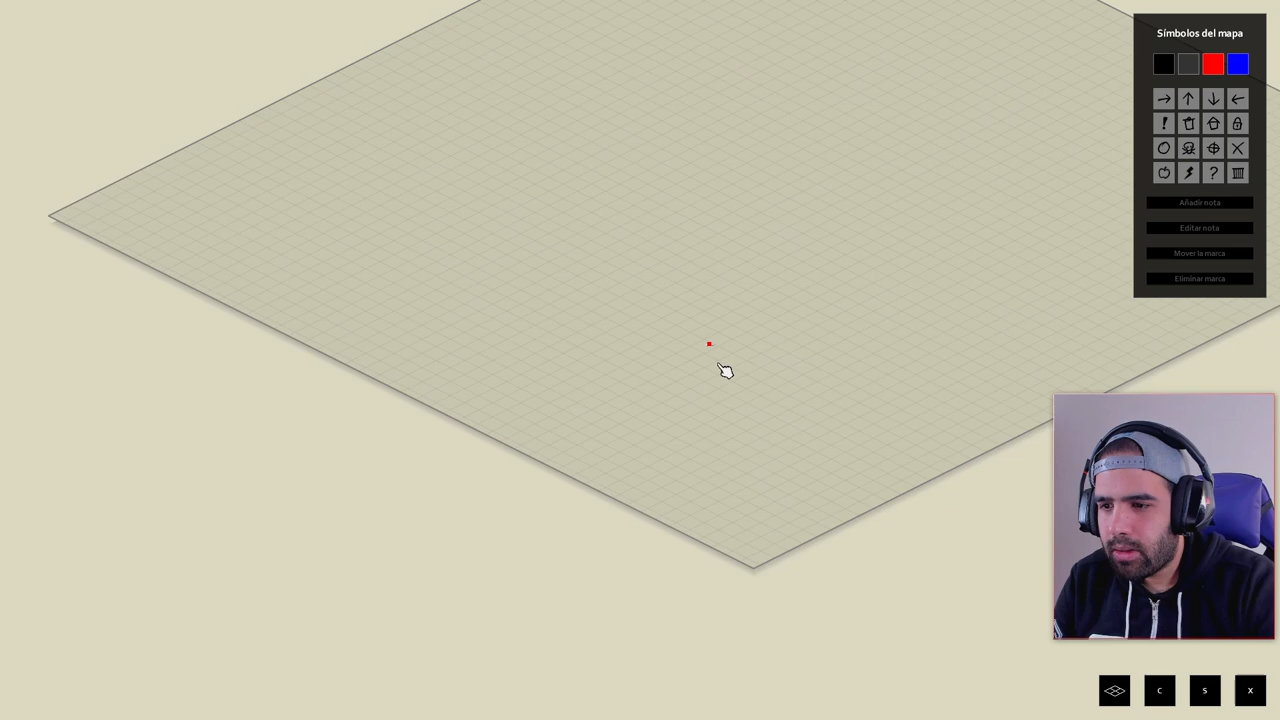 Símbolos del mapa
Añadir nota
Editar nota
Mover la marca
Eliminar marca
C S X